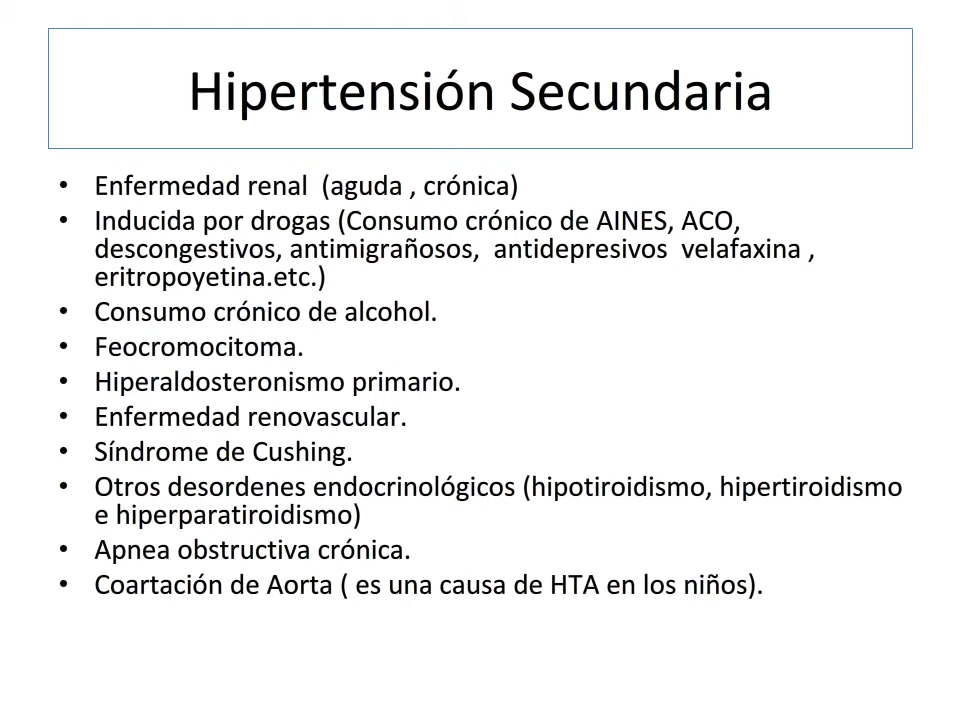 Hipertensión Secundaria
• Enfermedad renal  (aguda , crónica)
• Inducida por drogas (Consumo crónico de AINES, ACO,
descongestivos, antimigrañosos,  antidepresivos  velafaxina ,
eritropoyetina.etc.)
• Consumo crónico de alcohol.
• Feocromocitoma.
• Hiperaldosteronismo primario.
• Enfermedad renovascular.
• Síndrome de Cushing.
• Otros desordenes endocrinológicos (hipotiroidismo, hipertiroidismo
e hiperparatiroidismo)
• Apnea obstructiva crónica.
• Coartación de Aorta ( es una causa de HTA en los niños).